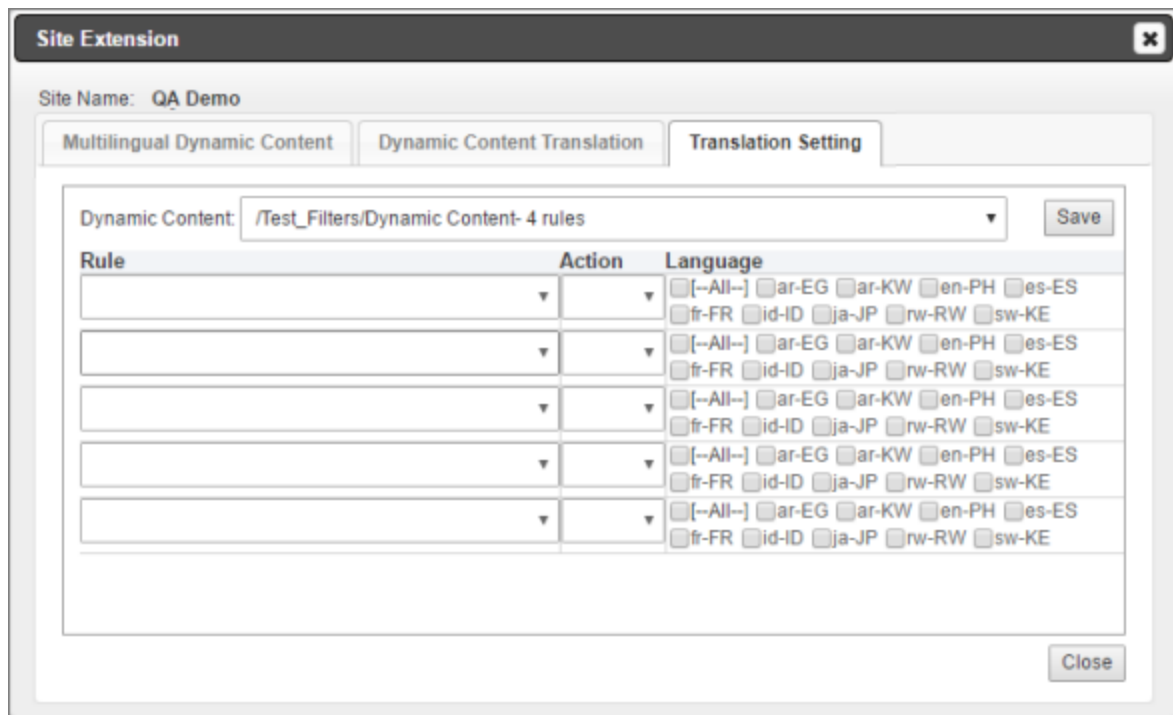 Site Extension
Site Name: QA Demo
Multilingual Dynamic Content Dynamic Content Translation Translation Setting
Dynamic Content: /Test_Filters/Dynamic Content- 4 rules Save
Rule Action Language
[--All--] ar-EG ar-KW en-PH es-ES
fr-FR id-ID ja-JP rw-RW sw-KE
[--All--] ar-EG ar-KW en-PH es-ES
fr-FR id-ID ja-JP rw-RW sw-KE
[--All--] ar-EG ar-KW en-PH es-ES
fr-FR id-ID ja-JP rw-RW sw-KE
[--All--] ar-EG ar-KW en-PH es-ES
fr-FR id-ID ja-JP rw-RW sw-KE
[--All--] ar-EG ar-KW en-PH es-ES
fr-FR id-ID ja-JP rw-RW sw-KE
Close